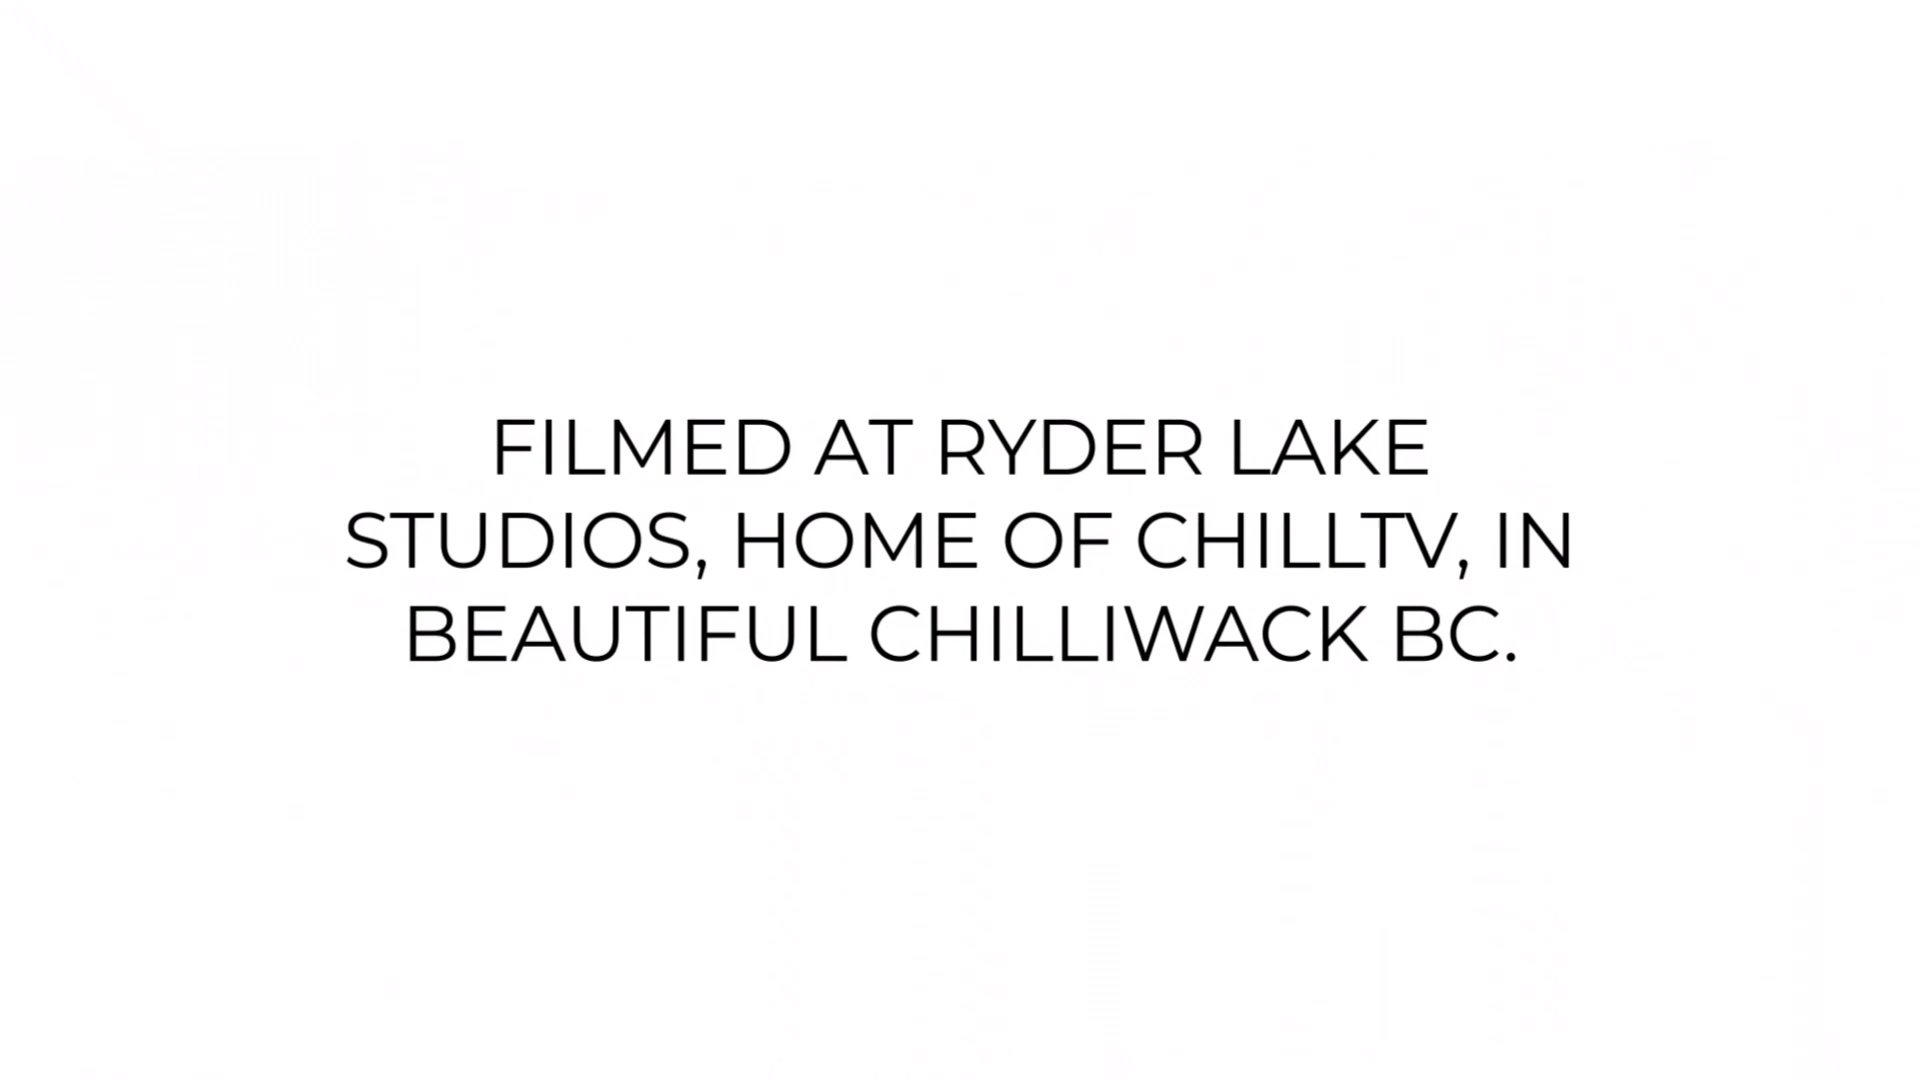 FILMED AT RYDER LAKE
STUDIOS, HOME OF CHILLTV, IN
BEAUTIFUL CHILLIWACK BC.